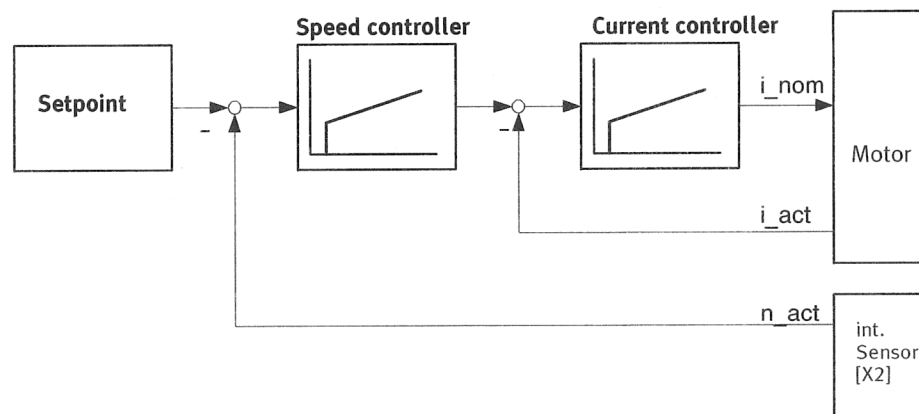 Speed controller
Current controller
Setpoint
-
-
i_nom
Motor
i_act
n_act
int.
Sensor
[X2]